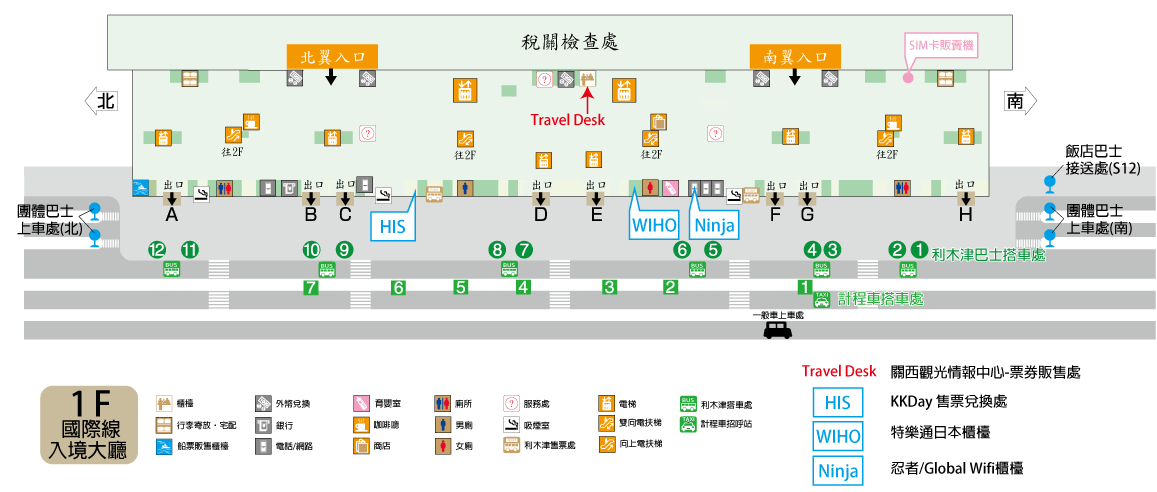 稅關檢查處
北翼入口
南翼入口
SIM卡販賣機
北
南
Travel Desk
往2F
往2F
往2F
往2F
飯店巴士
接送處(S12)
出口
出口
出口
出口
出口
出口
出口
出口
A
B
C
D
E
F
G
H
團體巴士
上車處(北)
HIS
WIHO
Ninja
團體巴士
上車處(南)
12
11
10
9
8
7
6
5
4
3
2
1
利木津巴士搭車處
BUS
BUS
BUS
BUS
BUS
BUS
7
6
5
4
3
2
1
TAXI
計程車搭車處
一般車上車處
1F
國際線
入境大廳
櫃檯
外幣兌換
育嬰室
廁所
服務處
電梯
BUS
利木津搭車處
行李寄放・宅配
銀行
咖啡廳
男廁
吸煙室
雙向電扶梯
TAXI
計程車招呼站
船票販售櫃檯
電話/網路
商店
女廁
利木津售票處
向上電扶梯
Travel Desk
關西觀光情報中心-票券販售處
HIS
KKDay 售票兌換處
WIHO
特樂通日本櫃檯
Ninja
忍者/Global Wifi櫃檯